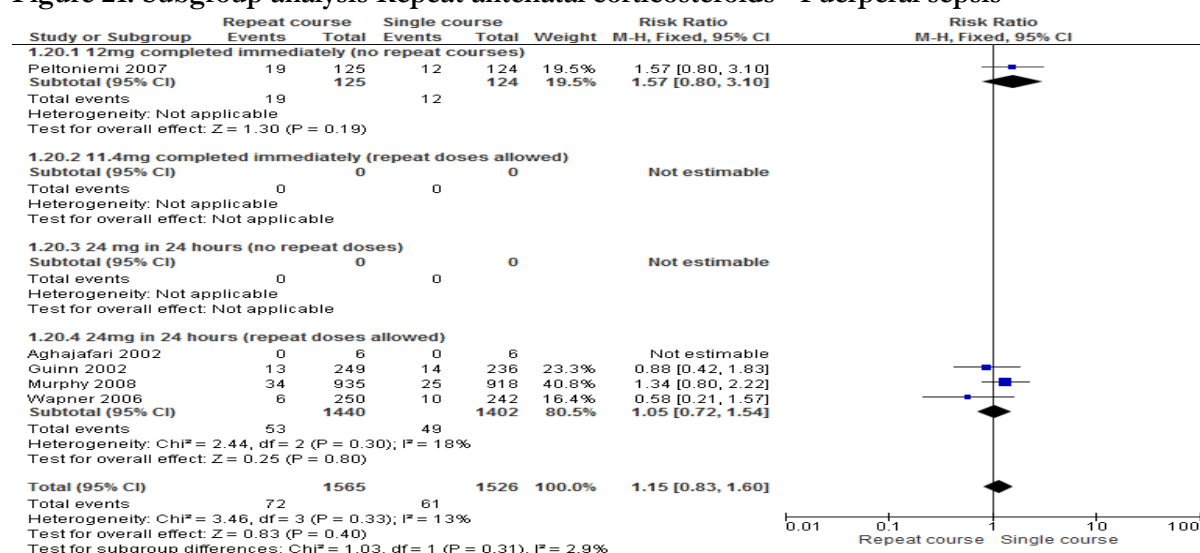 Figure 21. Subgroup analysis Repeat antenatal corticosteroids - Puerperal sepsis
Repeat course Single course Risk Ratio Risk Ratio
Study or Subgroup Events Total Events Total Weight M-H, Fixed, 95% CI M-H, Fixed, 95% CI
1.20.1 12mg completed immediately (no repeat courses)
Peltoniemi 2007 19 125 12 124 19.5% 1.57 [0.80, 3.10]
Subtotal (95% CI) 125 124 19.5% 1.57 [0.80, 3.10]
Total events 19 12
Heterogeneity: Not applicable
Test for overall effect: Z = 1.30 (P = 0.19)
1.20.2 11.4mg completed immediately (repeat doses allowed)
Subtotal (95% CI) 0 0 Not estimable
Total events 0 0
Heterogeneity: Not applicable
Test for overall effect: Not applicable
1.20.3 24 mg in 24 hours (no repeat doses)
Subtotal (95% CI) 0 0 Not estimable
Total events 0 0
Heterogeneity: Not applicable
Test for overall effect: Not applicable
1.20.4 24mg in 24 hours (repeat doses allowed)
Aghajafari 2002 0 6 0 6 Not estimable
Guinn 2002 13 249 14 236 23.3% 0.88 [0.42, 1.83]
Murphy 2008 34 935 25 918 40.8% 1.34 [0.80, 2.22]
Wapner 2006 6 250 10 242 16.4% 0.58 [0.21, 1.57]
Subtotal (95% CI) 1440 1402 80.5% 1.05 [0.72, 1.54]
Total events 53 49
Heterogeneity: Chi² = 2.44, df = 2 (P = 0.30); I² = 18%
Test for overall effect: Z = 0.25 (P = 0.80)
Total (95% CI) 1565 1526 100.0% 1.15 [0.83, 1.60]
Total events 72 61
Heterogeneity: Chi² = 3.46, df = 3 (P = 0.33); I² = 13%
Test for overall effect: Z = 0.83 (P = 0.40)
Test for subgroup differences: Chi² = 1.03, df = 1 (P = 0.31), I² = 2.9%
0.01 0.1 1 10 100
Repeat course Single course